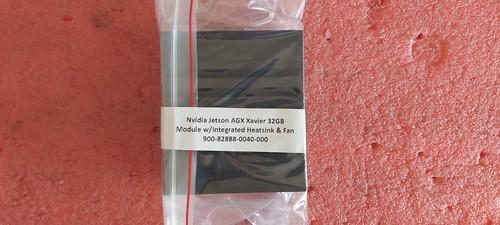 Nvidia Jetson AGX Xavier 32GB
Module w/Integrated Heatsink & Fan
900-82888-0040-000